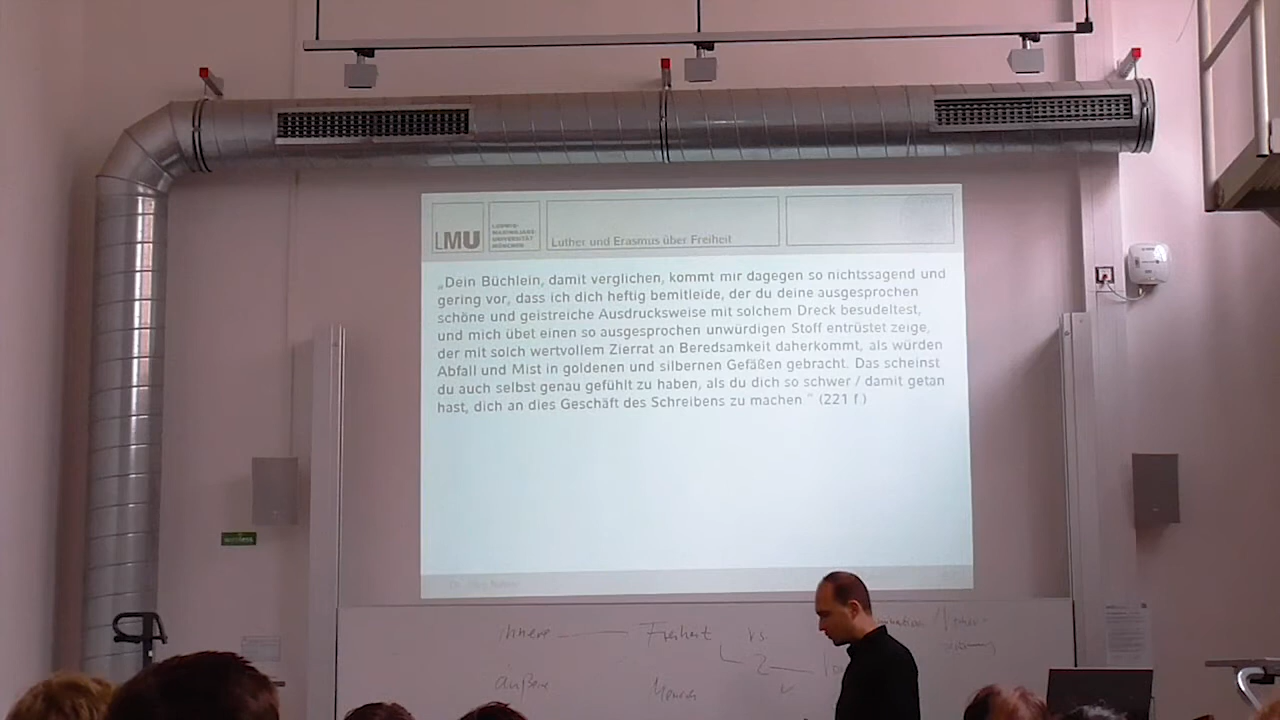 LMU
LUDWIG-
MAXIMILIANS-
UNIVERSITÄT
MÜNCHEN
Luther und Erasmus über Freiheit
„Dein Büchlein, damit verglichen, kommt mir dagegen so nichtssagend und
gering vor, dass ich dich heftig bemitleide, der du deine ausgesprochen
schöne und geistreiche Ausdrucksweise mit solchem Dreck besudeltest,
und mich übet einen so ausgesprochen unwürdigen Stoff entrüstet zeige,
der mit solch wertvollem Zierrat an Beredsamkeit daherkommt, als würden
Abfall und Mist in goldenen und silbernen Gefäßen gebracht. Das scheinst
du auch selbst genau gefühlt zu haben, als du dich so schwer / damit getan
hast, dich an dies Geschäft des Schreibens zu machen “ (221 f )
innere Freiheit vs.
äußere